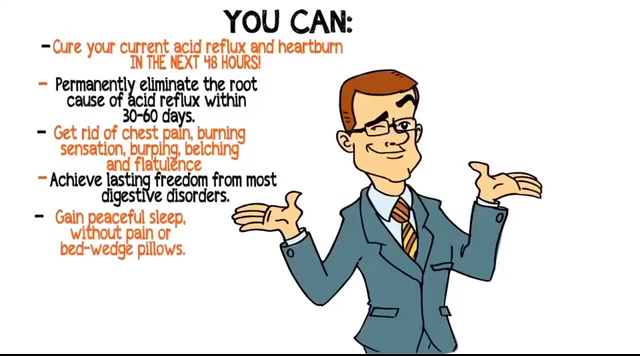 YOU CAN:
-Cure your current acid reflux and heartburn
IN THE NEXT 48 HOURS!
- Permanently eliminate the root
cause of acid reflux within
30-60 days.
- Get rid of chest pain, burning
sensation, burping, belching
and flatulence
-Achieve lasting freedom from most
digestive disorders.
- Gain peaceful sleep,
without pain or
bed-wedge pillows.